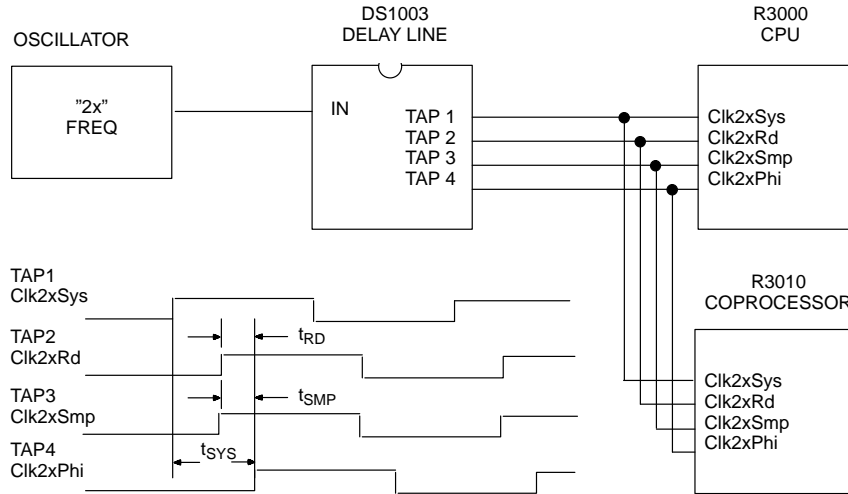 DS1003
DELAY LINE
R3000
CPU
OSCILLATOR
"2x"
FREQ
IN
TAP 1
TAP 2
TAP 3
TAP 4
Clk2xSys
Clk2xRd
Clk2xSmp
Clk2xPhi
TAP1
Clk2xSys
TAP2
Clk2xRd
TAP3
Clk2xSmp
TAP4
Clk2xPhi
tRD
tSMP
tSYS
R3010
COPROCESSOR
Clk2xSys
Clk2xRd
Clk2xSmp
Clk2xPhi